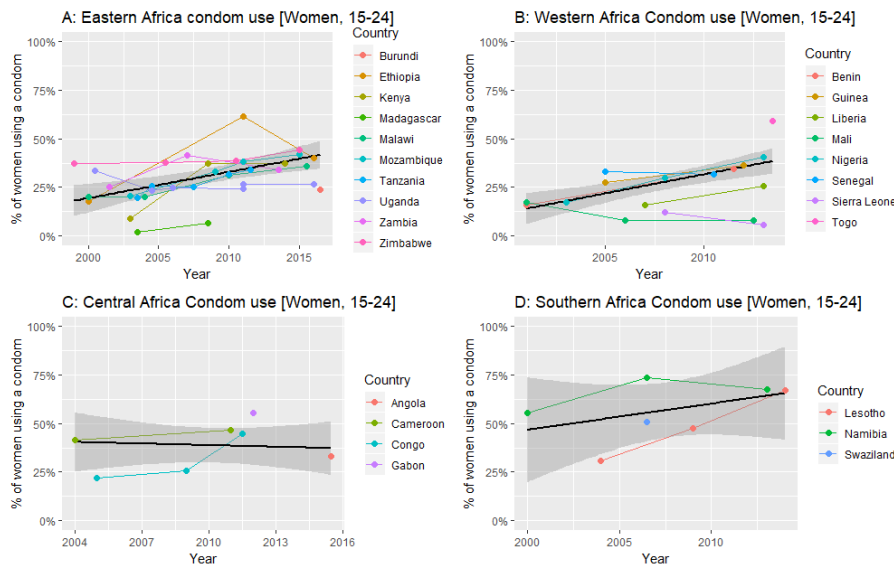 A: Eastern Africa condom use [Women, 15-24]
% of women using a condom
100%
75%
50%
25%
0%
2000
2005
2011
2015
Year
Country
Burundi
Ethiopia
Kenya
Madagascar
Malawi
Mozambique
Tanzania
Uganda
Zambia
Zimbabwe
B: Western Africa Condom use [Women, 15-24]
% of women using a condom
100%
75%
50%
25%
0%
2005
2010
Year
Country
Benin
Guinea
Liberia
Mali
Nigeria
Senegal
Sierra Leone
Togo
C: Central Africa Condom use [Women, 15-24]
% of women using a condom
100%
75%
50%
25%
0%
2004
2007
2010
2013
2016
Year
Country
Angola
Cameroon
Congo
Gabon
D: Southern Africa Condom use [Women, 15-24]
% of women using a condom
100%
75%
50%
25%
0%
2000
2005
2010
Year
Country
Lesotho
Namibia
Swaziland